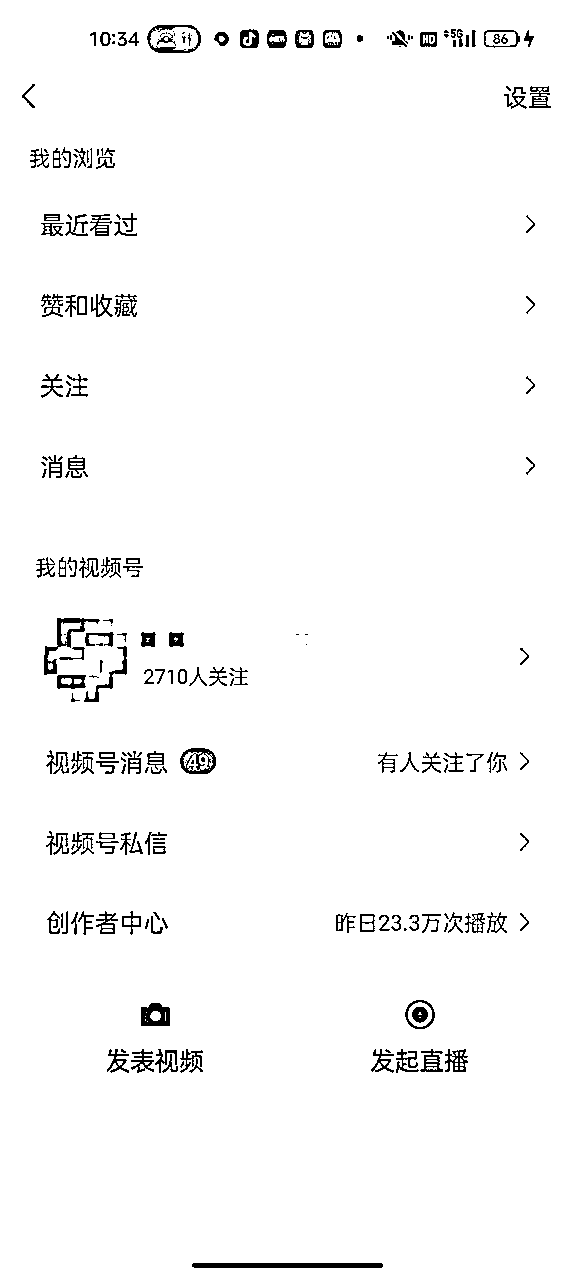 10:34 HD 5G 86
设置
我的浏览
最近看过
赞和收藏
关注
消息
我的视频号
2710人关注
视频号消息 49 有人关注了你
视频号私信
创作者中心 昨日23.3万次播放
发表视频 发起直播